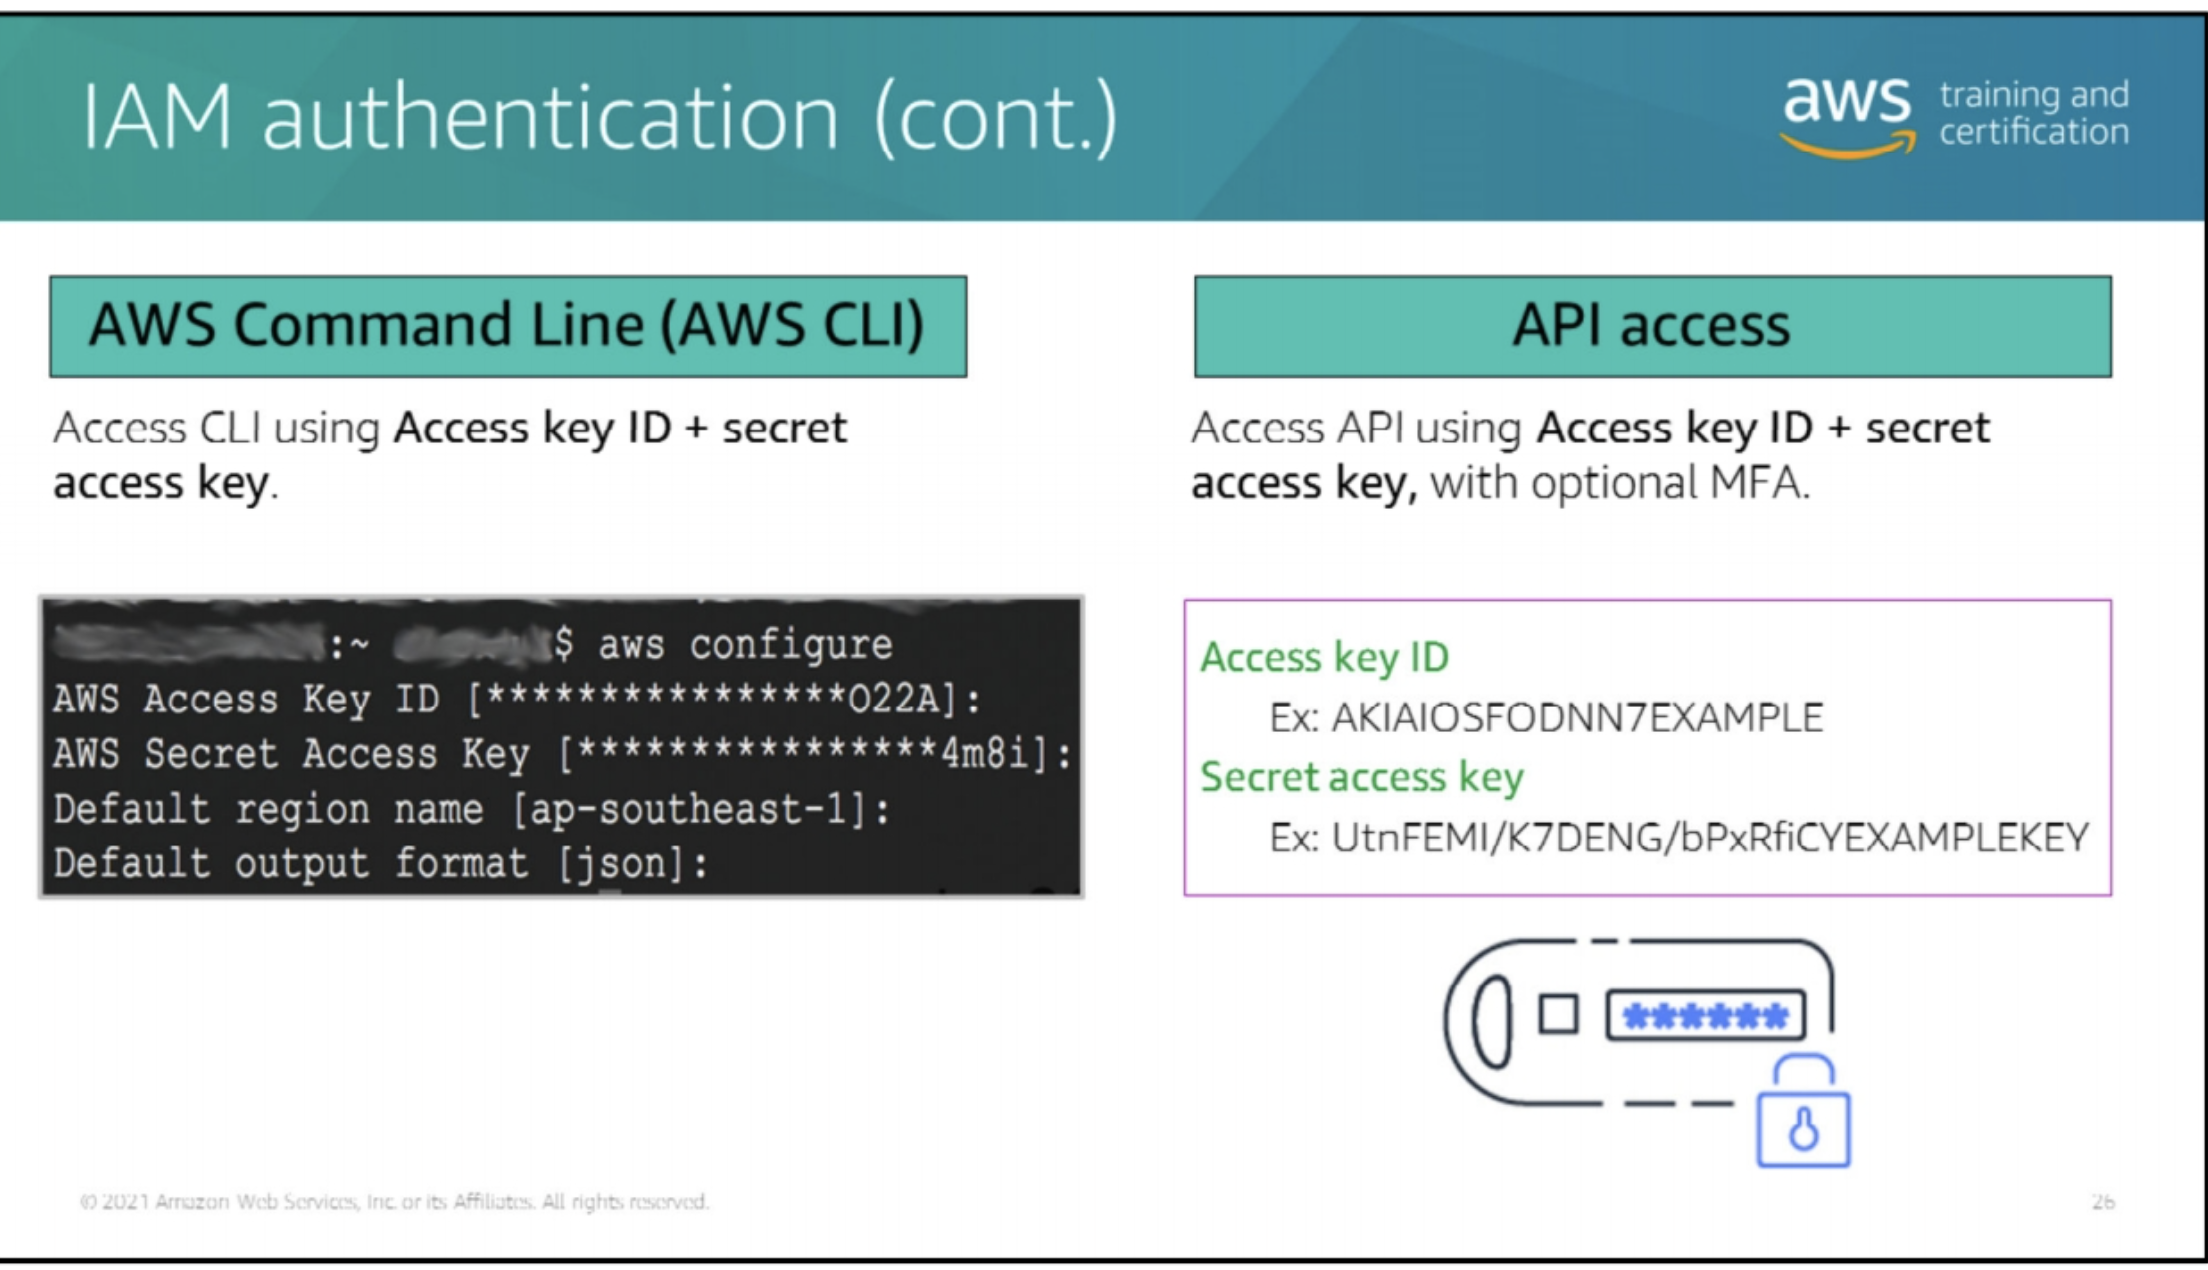 IAM authentication (cont.)
aws training and
certification
AWS Command Line (AWS CLI)
Access CLI using Access key ID + secret
access key.
:~ $ aws configure
AWS Access Key ID [****************O22A]:
AWS Secret Access Key [****************4m8i]:
Default region name [ap-southeast-1]:
Default output format [json]:
API access
Access API using Access key ID + secret
access key, with optional MFA.
Access key ID
Ex: AKIAIOSFODNN7EXAMPLE
Secret access key
Ex: UtnFEMI/K7DENG/bPxRfiCYEXAMPLEKEY
******
© 2021 Amazon Web Services, Inc. or its Affiliates. All rights reserved.
26